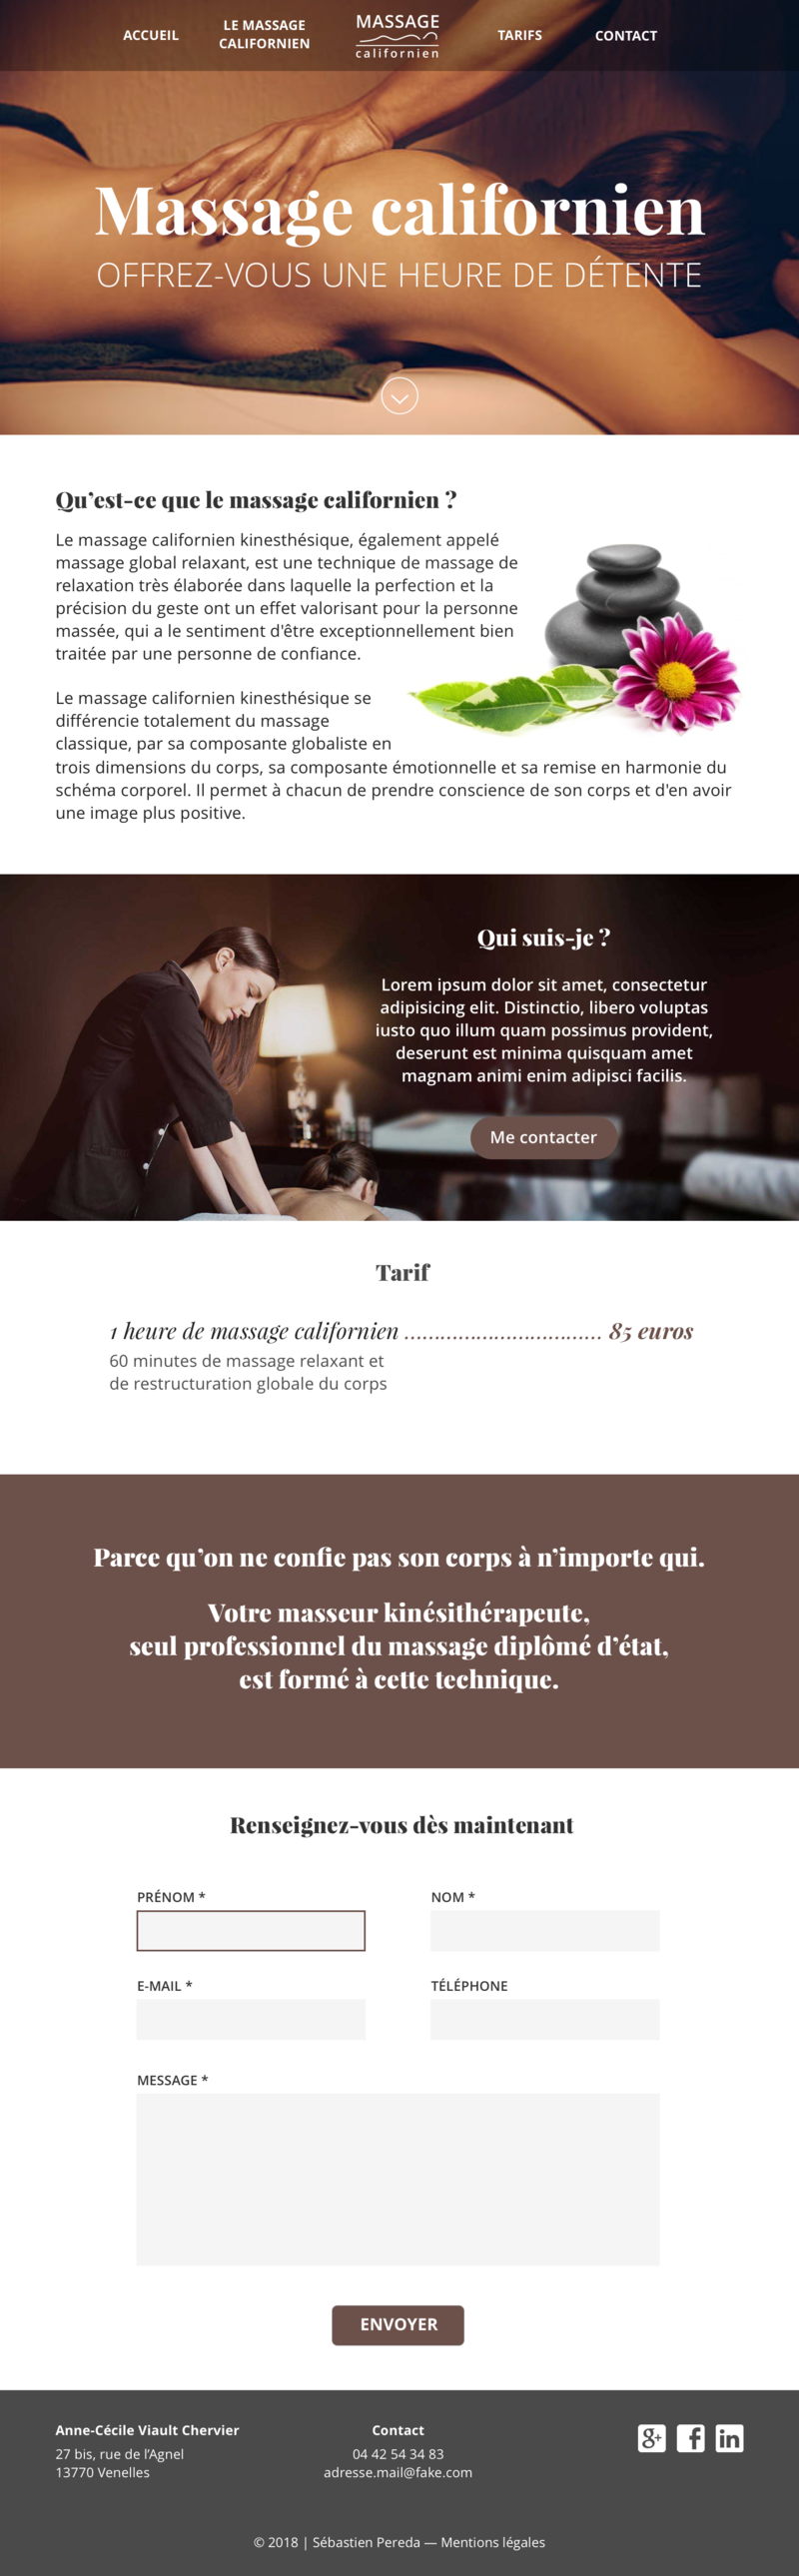 ACCUEIL
LE MASSAGE
CALIFORNIEN
MASSAGE
californien
TARIFS
CONTACT
Massage californien
OFFREZ-VOUS UNE HEURE DE DÉTENTE
Qu’est-ce que le massage californien ?
Le massage californien kinesthésique, également appelé
massage global relaxant, est une technique de massage de
relaxation très élaborée dans laquelle la perfection et la
précision du geste ont un effet valorisant pour la personne
massée, qui a le sentiment d'être exceptionnellement bien
traitée par une personne de confiance.
Le massage californien kinesthésique se
différencie totalement du massage
classique, par sa composante globaliste en
trois dimensions du corps, sa composante émotionnelle et sa remise en harmonie du
schéma corporel. Il permet à chacun de prendre conscience de son corps et d'en avoir
une image plus positive.
Qui suis-je ?
Lorem ipsum dolor sit amet, consectetur
adipisicing elit. Distinctio, libero voluptas
iusto quo illum quam possimus provident,
deserunt est minima quisquam amet
magnam animi enim adipisci facilis.
Me contacter
Tarif
1 heure de massage californien ................................. 85 euros
60 minutes de massage relaxant et
de restructuration globale du corps
Parce qu’on ne confie pas son corps à n’importe qui.
Votre masseur kinésithérapeute,
seul professionnel du massage diplômé d’état,
est formé à cette technique.
Renseignez-vous dès maintenant
PRÉNOM *
NOM *
E-MAIL *
TÉLÉPHONE
MESSAGE *
ENVOYER
Anne-Cécile Viault Chervier
27 bis, rue de l’Agnel
13770 Venelles
Contact
04 42 54 34 83
adresse.mail@fake.com
g+ f in
© 2018 | Sébastien Pereda — Mentions légales